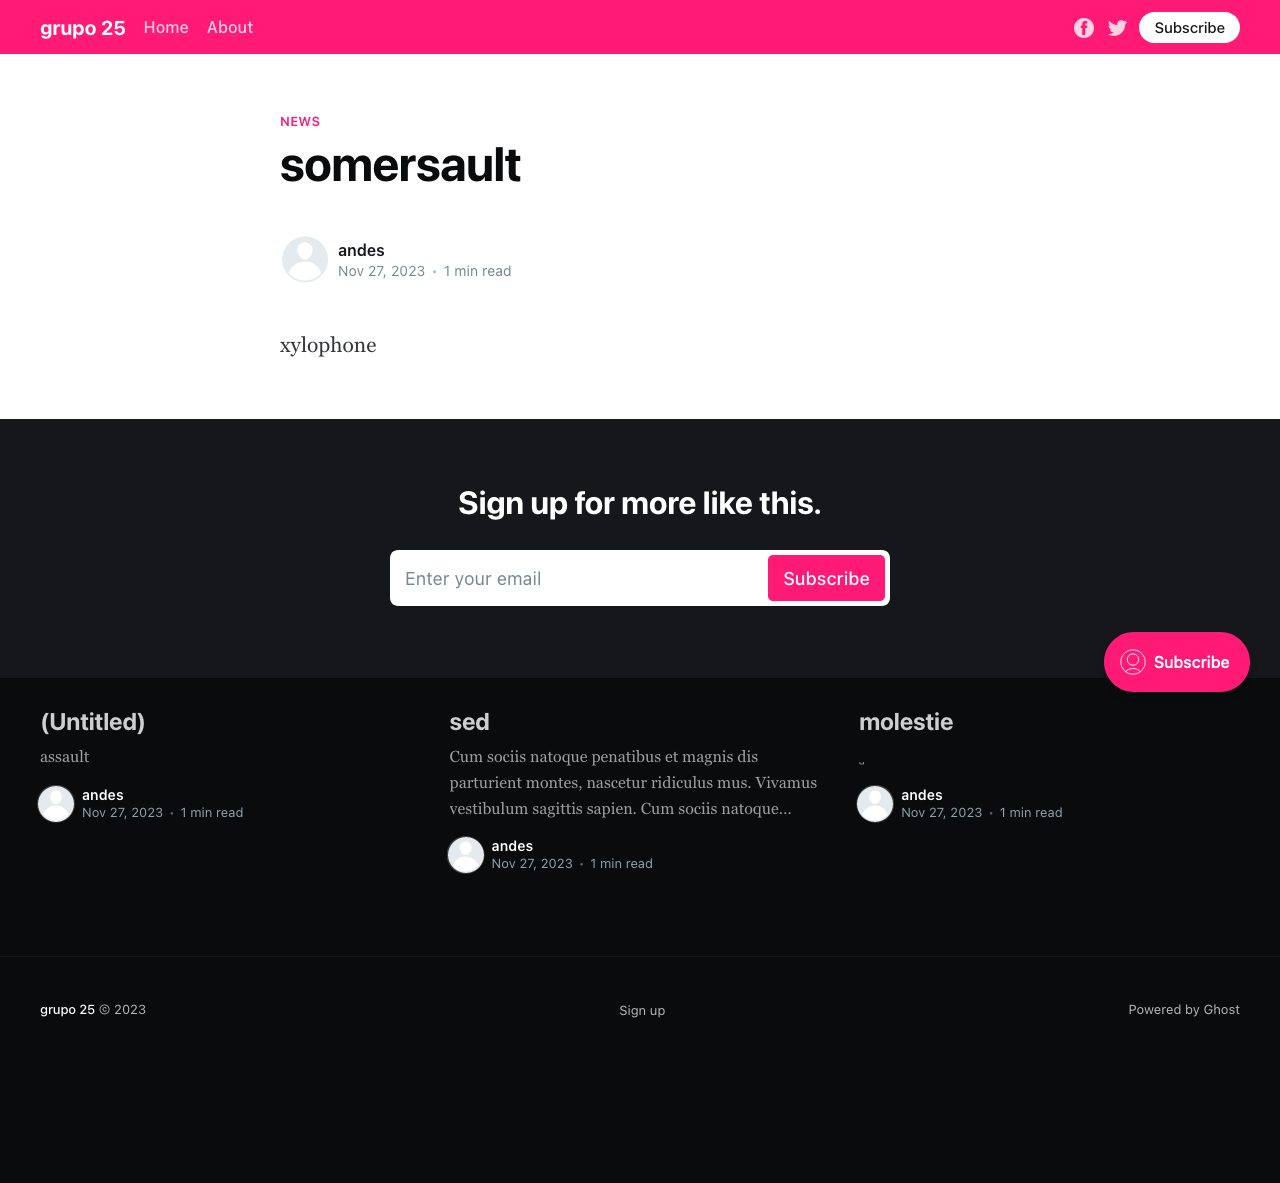 grupo 25 Home About Subscribe
NEWS
somersault
andes
Nov 27, 2023 • 1 min read
xylophone
Sign up for more like this.
Enter your email Subscribe
Subscribe
(Untitled)
assault
andes
Nov 27, 2023 • 1 min read
sed
Cum sociis natoque penatibus et magnis dis
parturient montes, nascetur ridiculus mus. Vivamus
vestibulum sagittis sapien. Cum sociis natoque…
andes
Nov 27, 2023 • 1 min read
molestie
andes
Nov 27, 2023 • 1 min read
grupo 25 © 2023
Sign up
Powered by Ghost